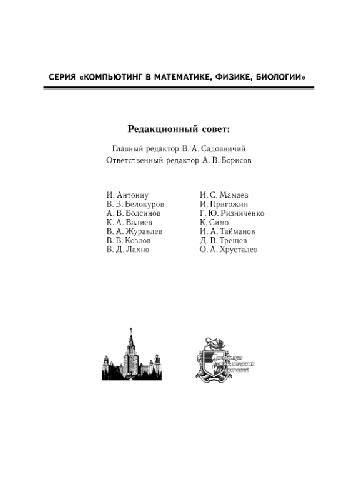 СЕРИЯ «КОМПЬЮТИНГ В МАТЕМАТИКЕ, ФИЗИКЕ, БИОЛОГИИ»
Редакционный совет:
Главный редактор В. А. Садовничий
Ответственный редактор А. В. Борисов
И. Антониу
В. В. Белокуров
А. В. Болсинов
К. А. Валиев
В. А. Журавлев
В. В. Козлов
В. Д. Лахно
И. С. Мамаев
И. Пригожин
Г. Ю. Ризниченко
К. Симо
И. А. Тайманов
Д. В. Трещев
О. А. Хрусталев